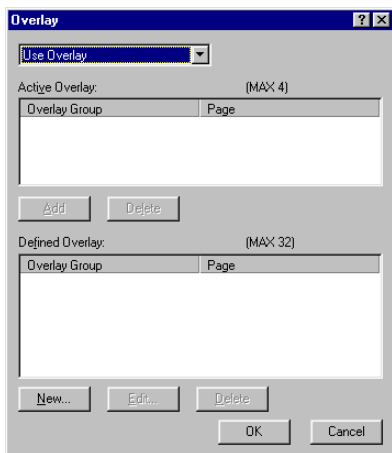 Overlay
Use Overlay
Active Overlay: (MAX 4)
Overlay Group Page
Add Delete
Defined Overlay: (MAX 32)
Overlay Group Page
New... Edit... Delete
OK Cancel